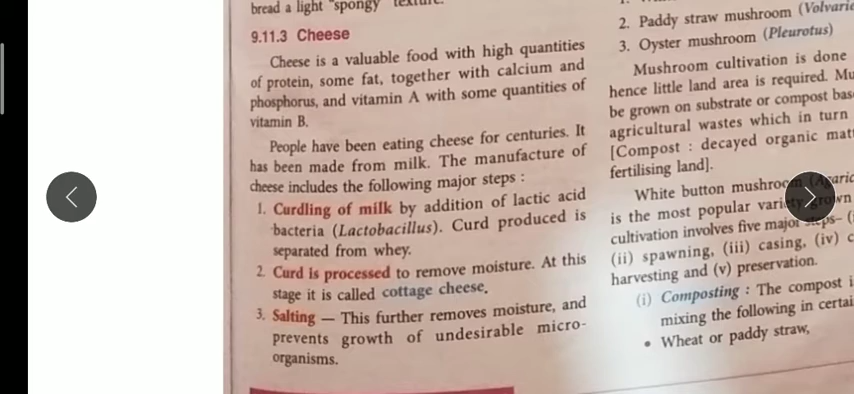 bread a light "spongy" texture.
9.11.3 Cheese
Cheese is a valuable food with high quantities
of protein, some fat, together with calcium and
phosphorus, and vitamin A with some quantities of
vitamin B.
People have been eating cheese for centuries. It
has been made from milk. The manufacture of
cheese includes the following major steps :
1. Curdling of milk by addition of lactic acid
bacteria (Lactobacillus). Curd produced is
separated from whey.
2. Curd is processed to remove moisture. At this
stage it is called cottage cheese.
3. Salting — This further removes moisture, and
prevents growth of undesirable micro-
organisms.
2. Paddy straw mushroom (Volvarie
3. Oyster mushroom (Pleurotus)
Mushroom cultivation is done
hence little land area is required. Mu
be grown on substrate or compost bas
agricultural wastes which in turn
[Compost : decayed organic mat
fertilising land].
White button mushroom
is the most popular variety grown
cultivation involves five major steps– (
(ii) spawning, (iii) casing, (iv) c
harvesting and (v) preservation.
(i) Composting : The compost i
mixing the following in certai
• Wheat or paddy straw,